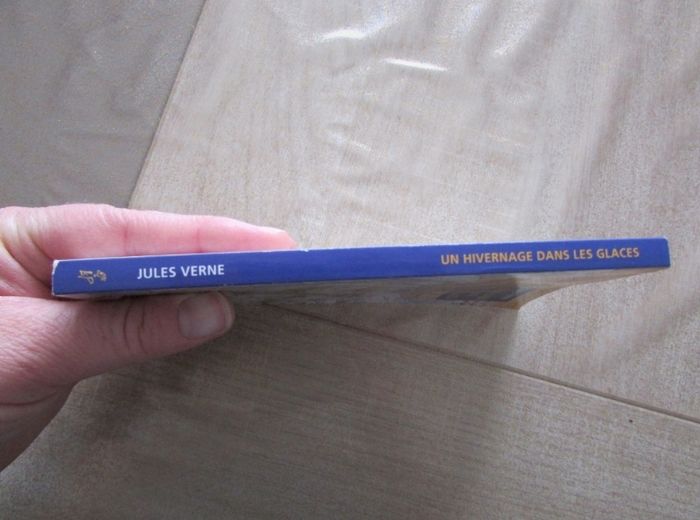 JULES VERNE
UN HIVERNAGE DANS LES GLACES